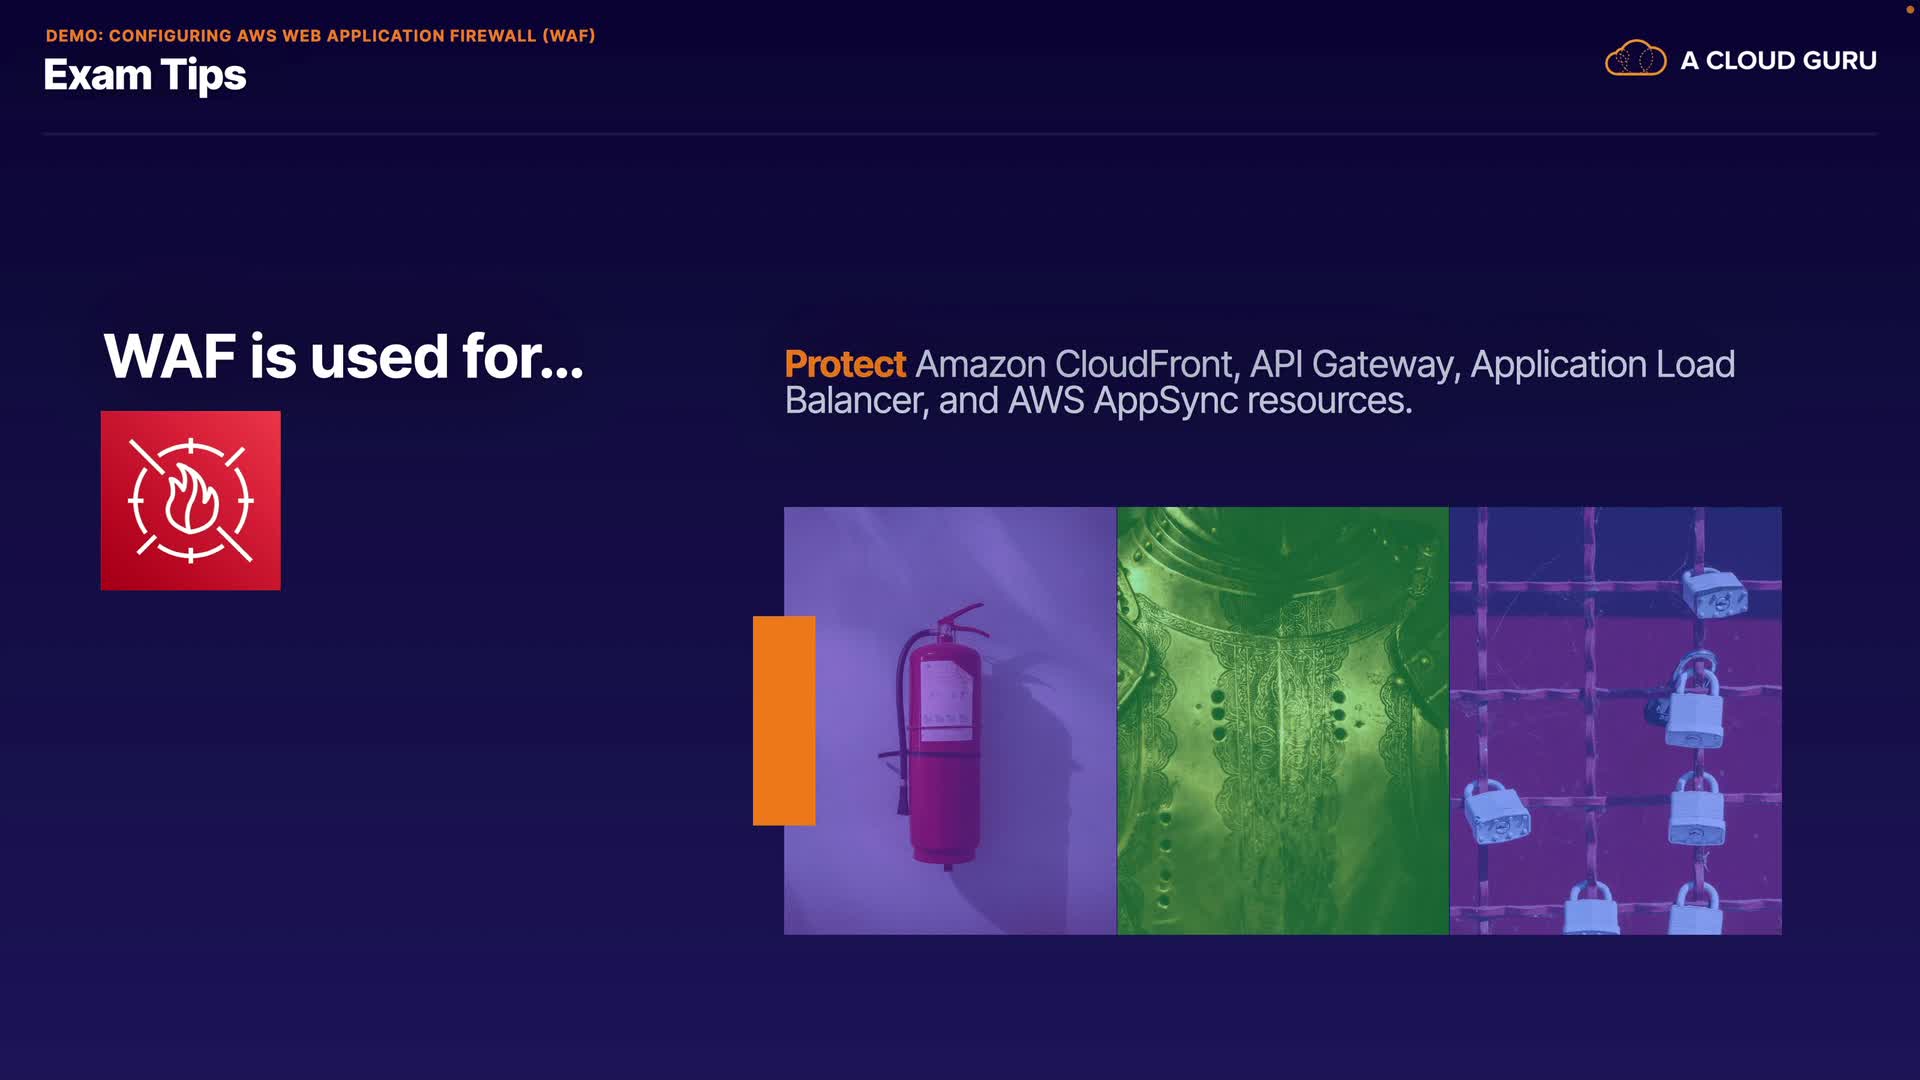 DEMO: CONFIGURING AWS WEB APPLICATION FIREWALL (WAF)
Exam Tips
A CLOUD GURU
WAF is used for...
Protect Amazon CloudFront, API Gateway, Application Load
Balancer, and AWS AppSync resources.